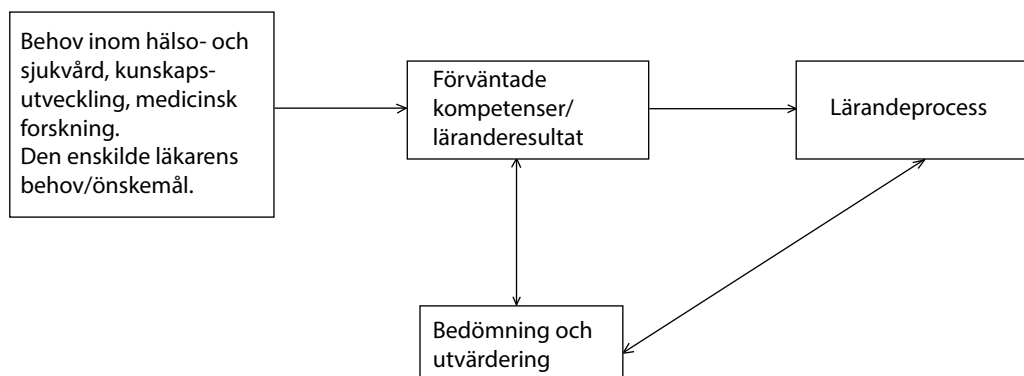 Behov inom hälso- och
sjukvård, kunskaps-
utveckling, medicinsk
forskning.
Den enskilde läkarens
behov/önskemål.
Förväntade
kompetenser/
läranderesultat
Lärandeprocess
Bedömning och
utvärdering